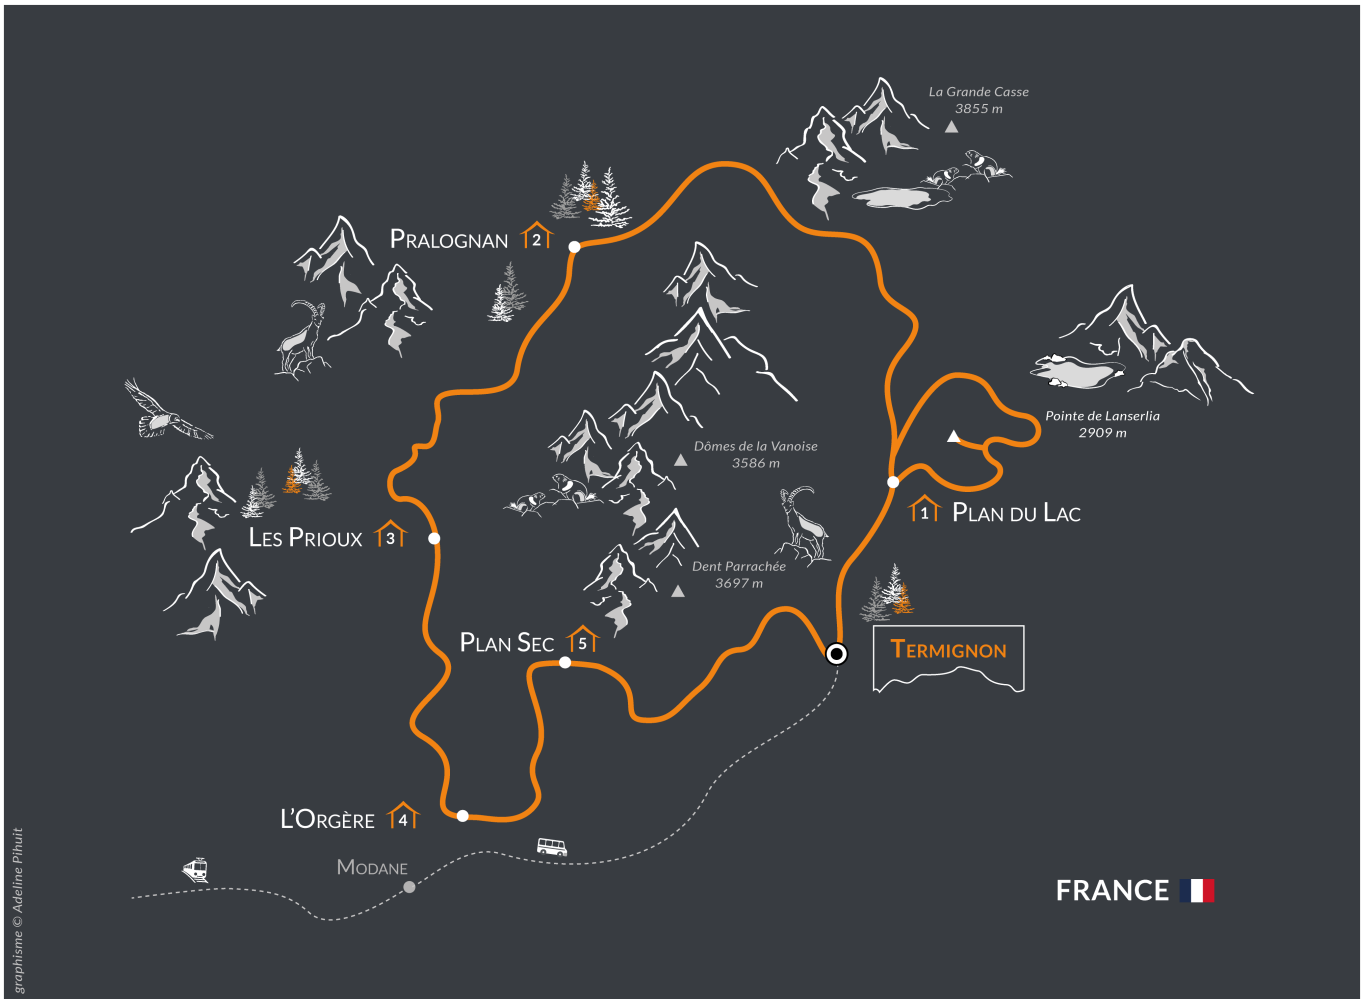 La Grande Casse
3855 m
PRALOGNAN 2
Pointe de Lanserlia
2909 m
Dômes de la Vanoise
3586 m
1 PLAN DU LAC
LES PRIOUX 3
Dent Parrachée
3697 m
PLAN SEC 5
TERMIGNON
L'ORGÈRE 4
MODANE
FRANCE
graphisme © Adeline Pihuit